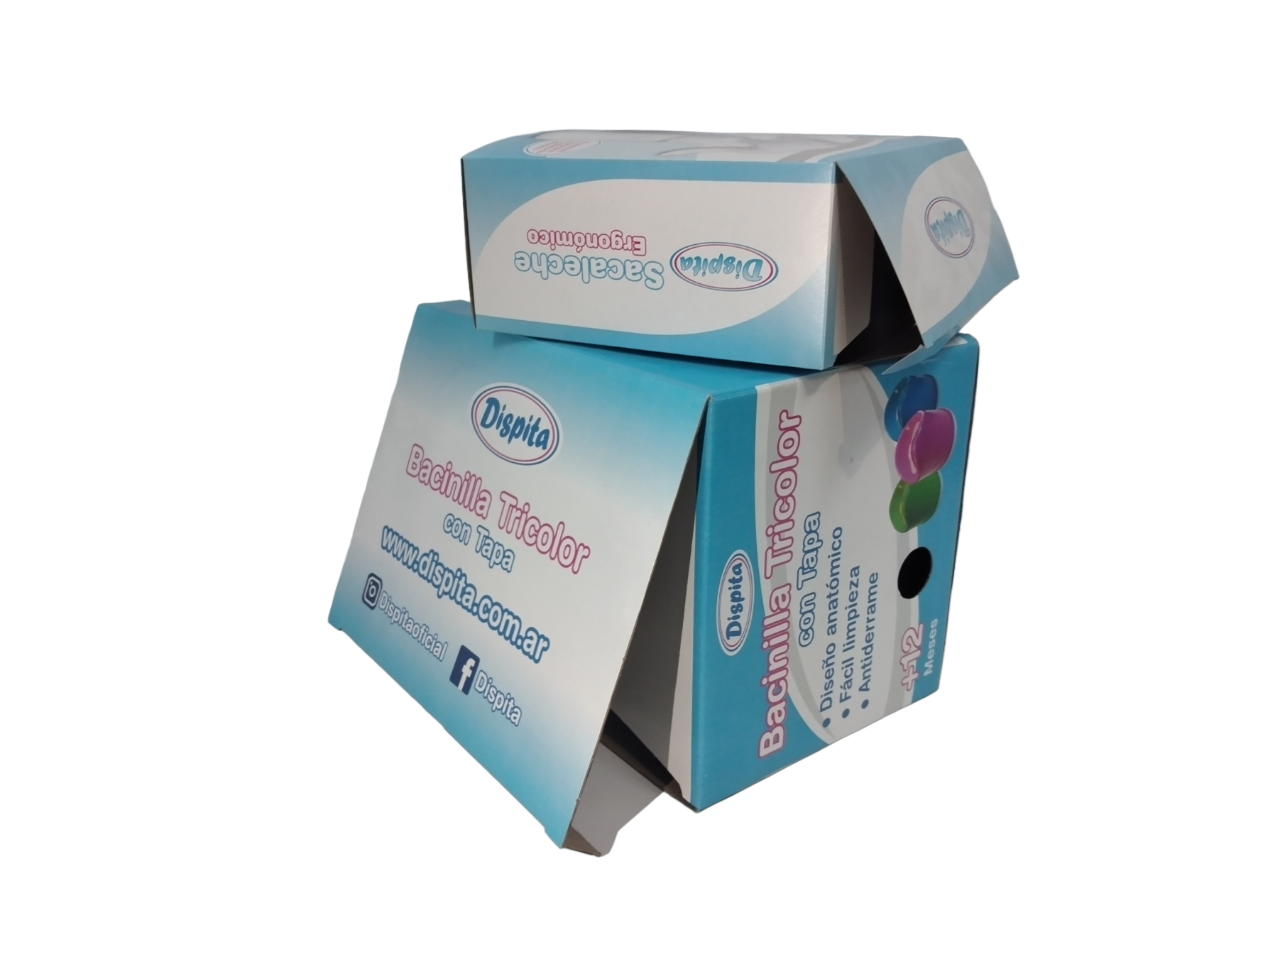 Dispita
Sacaleche
Ergonómico
Dispita
Dispita
Bacinilla Tricolor
con Tapa
www.dispita.com.ar
Dispitaoficial
f Dispita
Dispita
Bacinilla Tricolor
con Tapa
• Diseño anatómico
• Fácil limpieza
• Antiderrame
+12
Meses